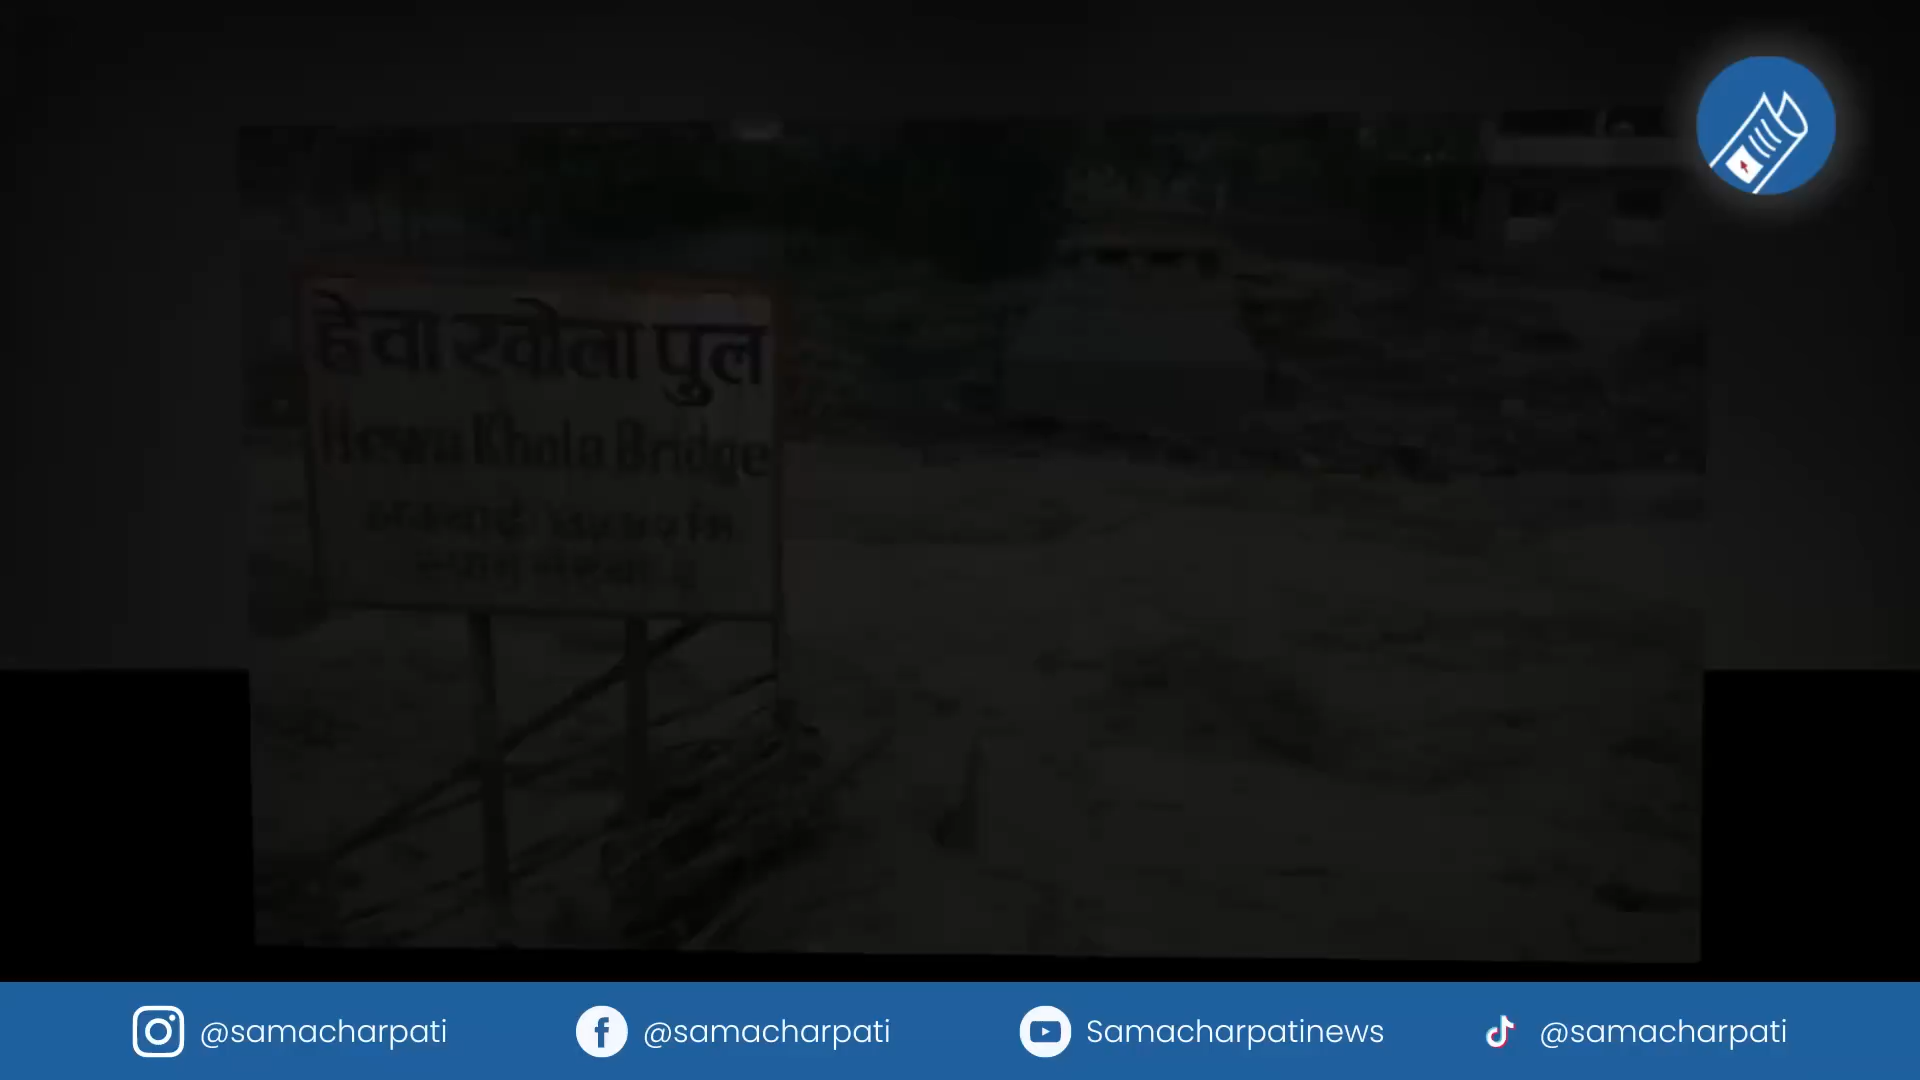 हेवा खोला पुल
Hewa Khola Bridge
@samacharpati
@samacharpati
Samacharpatinews
@samacharpati